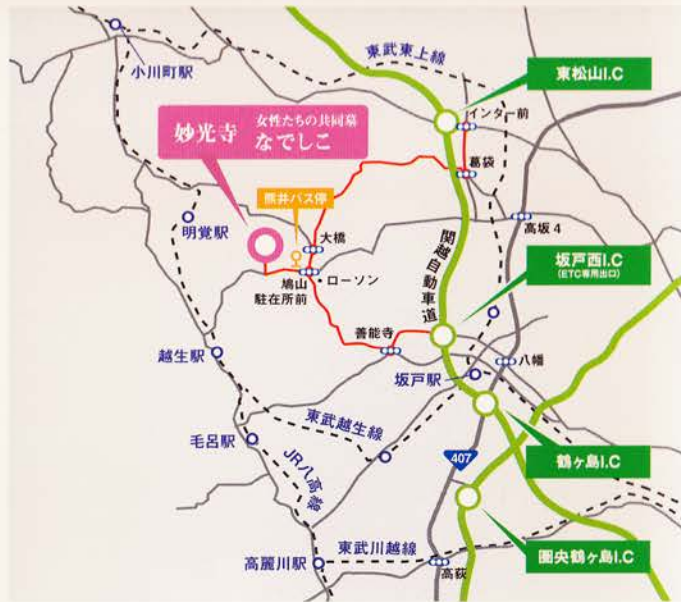 小川町駅
東武東上線
東松山I.C
インター前
妙光寺
女性たちの共同墓
なでしこ
葛袋
熊井バス停
明覚駅
大橋
高坂4
関越自動車道
坂戸西I.C
(ETC専用出口)
鳩山
駐在所前
ローソン
善能寺
越生駅
八幡
坂戸駅
東武越生線
毛呂駅
JR八高線
407
鶴ヶ島I.C
東武川越線
圏央鶴ヶ島I.C
高麗川駅
高萩